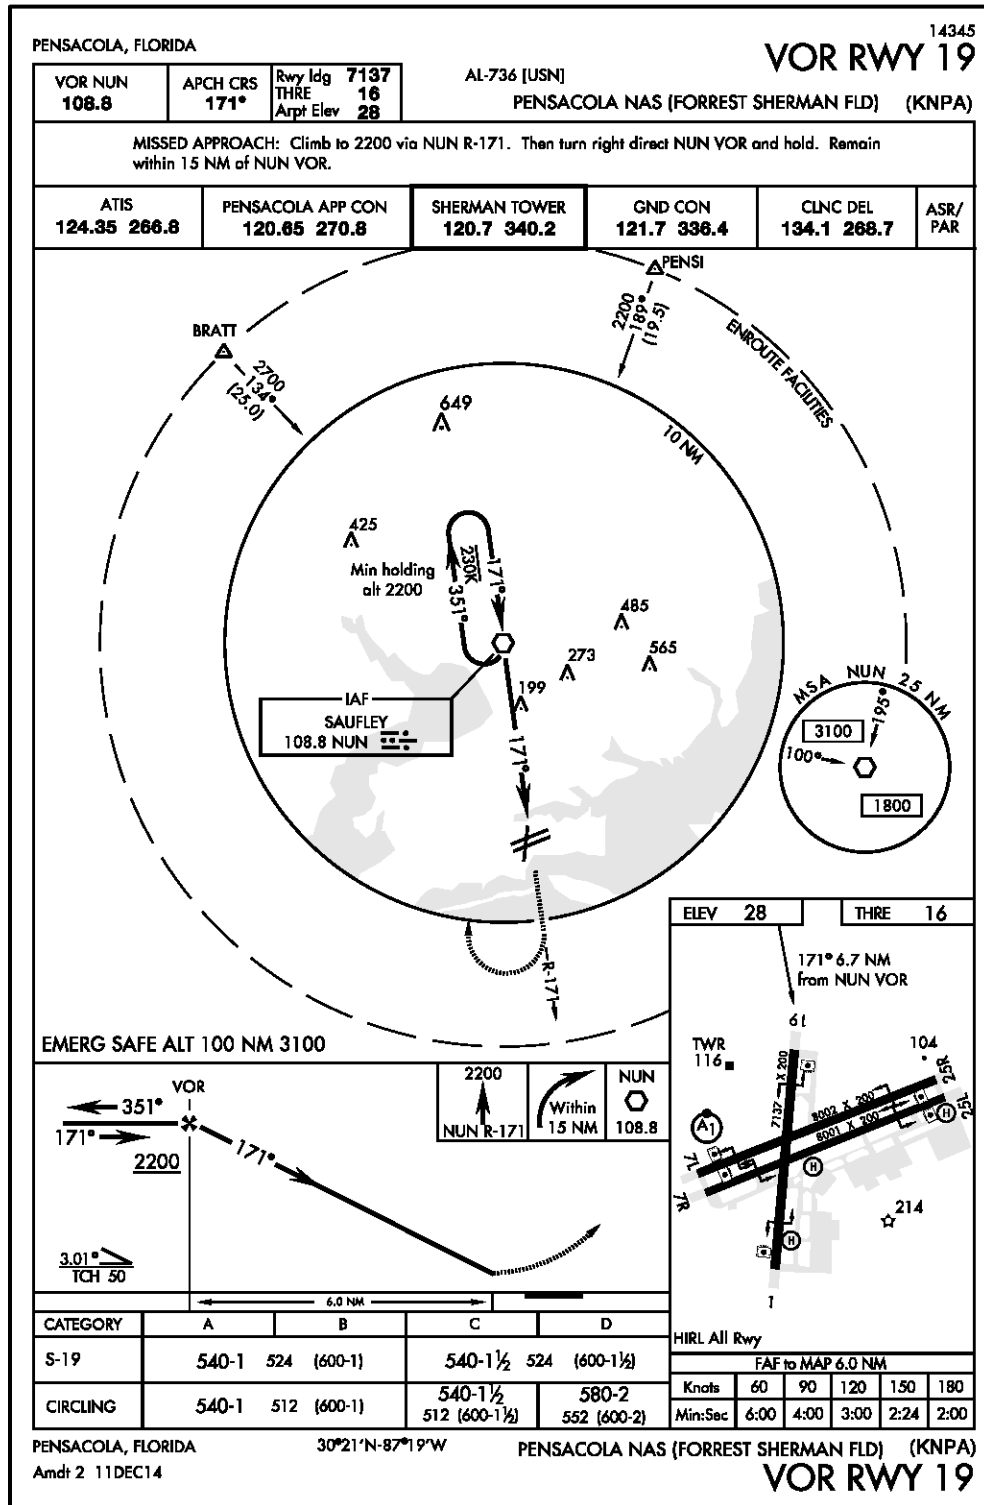 14345
PENSACOLA, FLORIDA
VOR RWY 19
VOR NUN
108.8
APCH CRS
171°
Rwy ldg 7137
THRE 16
Arpt Elev 28
AL-736 [USN]
PENSACOLA NAS (FORREST SHERMAN FLD) (KNPA)
MISSED APPROACH: Climb to 2200 via NUN R-171. Then turn right direct NUN VOR and hold. Remain
within 15 NM of NUN VOR.
ATIS
124.35 266.8
PENSACOLA APP CON
120.65 270.8
SHERMAN TOWER
120.7 340.2
GND CON
121.7 336.4
CLNC DEL
134.1 268.7
ASR/
PAR
PENSI
2200
189°
(19.5)
BRATT
2700
134°
(25.0)
ENROUTE FACILITIES
10 NM
649
425
Min holding
alt 2200
230K
351°
171°
485
565
273
199
IAF
SAUFLEY
108.8 NUN
171°
MSA NUN 25 NM
3100
195°
100°
1800
R-171
EMERG SAFE ALT 100 NM 3100
ELEV 28
THRE 16
171° 6.7 NM
from NUN VOR
19
TWR
116
104
7137 X 200
8002 X 200
8001 X 200
25R
25L
A1
7L
7R
H
H
H
214
1
HIRL All Rwy
VOR
351°
171°
2200
171°
3.01°
TCH 50
2200
NUN R-171
Within
15 NM
NUN
108.8
6.0 NM
CATEGORY A B C D
S-19 540-1 524 (600-1) 540-1½ 524 (600-1½)
CIRCLING 540-1 512 (600-1) 540-1½ 512 (600-1½) 580-2 552 (600-2)
FAF to MAP 6.0 NM
Knots 60 90 120 150 180
Min:Sec 6:00 4:00 3:00 2:24 2:00
PENSACOLA, FLORIDA
Amdt 2 11DEC14
30°21'N-87°19'W
PENSACOLA NAS (FORREST SHERMAN FLD) (KNPA)
VOR RWY 19